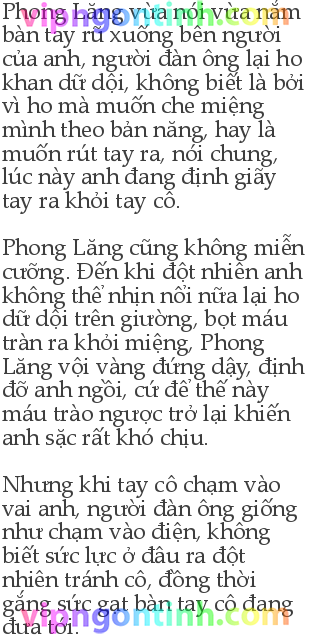 Phong Lăng vừa nói vừa nắm
bàn tay rũ xuống bên người
của anh, người đàn ông lại ho
khan dữ dội, không biết là bởi
vì ho mà muốn che miệng
mình theo bản năng, hay là
muốn rút tay ra, nói chung,
lúc này anh đang định giãy
tay ra khỏi tay cô.
Phong Lăng cũng không miễn
cưỡng. Đến khi đột nhiên anh
không thể nhịn nổi nữa lại ho
dữ dội trên giường, bọt máu
tràn ra khỏi miệng, Phong
Lăng vội vàng đứng dậy, định
đỡ anh ngồi, cứ để thế này
máu trào ngược trở lại khiến
anh sặc rất khó chịu.
Nhưng khi tay cô chạm vào
vai anh, người đàn ông giống
như chạm vào điện, không
biết sức lực ở đâu ra đột
nhiên tránh cô, đồng thời
gắng sức gạt bàn tay cô đang
đưa tới.
vipngontinh.com
vipngontinh.com